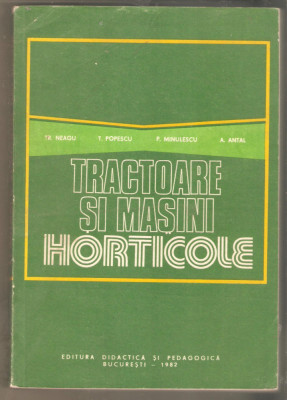 TR. NEAGU T. POPESCU P. MINULESCU A. ANTAL
TRACTOARE
ȘI MAȘINI
HORTICOLE
EDITURA DIDACTICĂ ȘI PEDAGOGICĂ
BUCUREȘTI - 1982